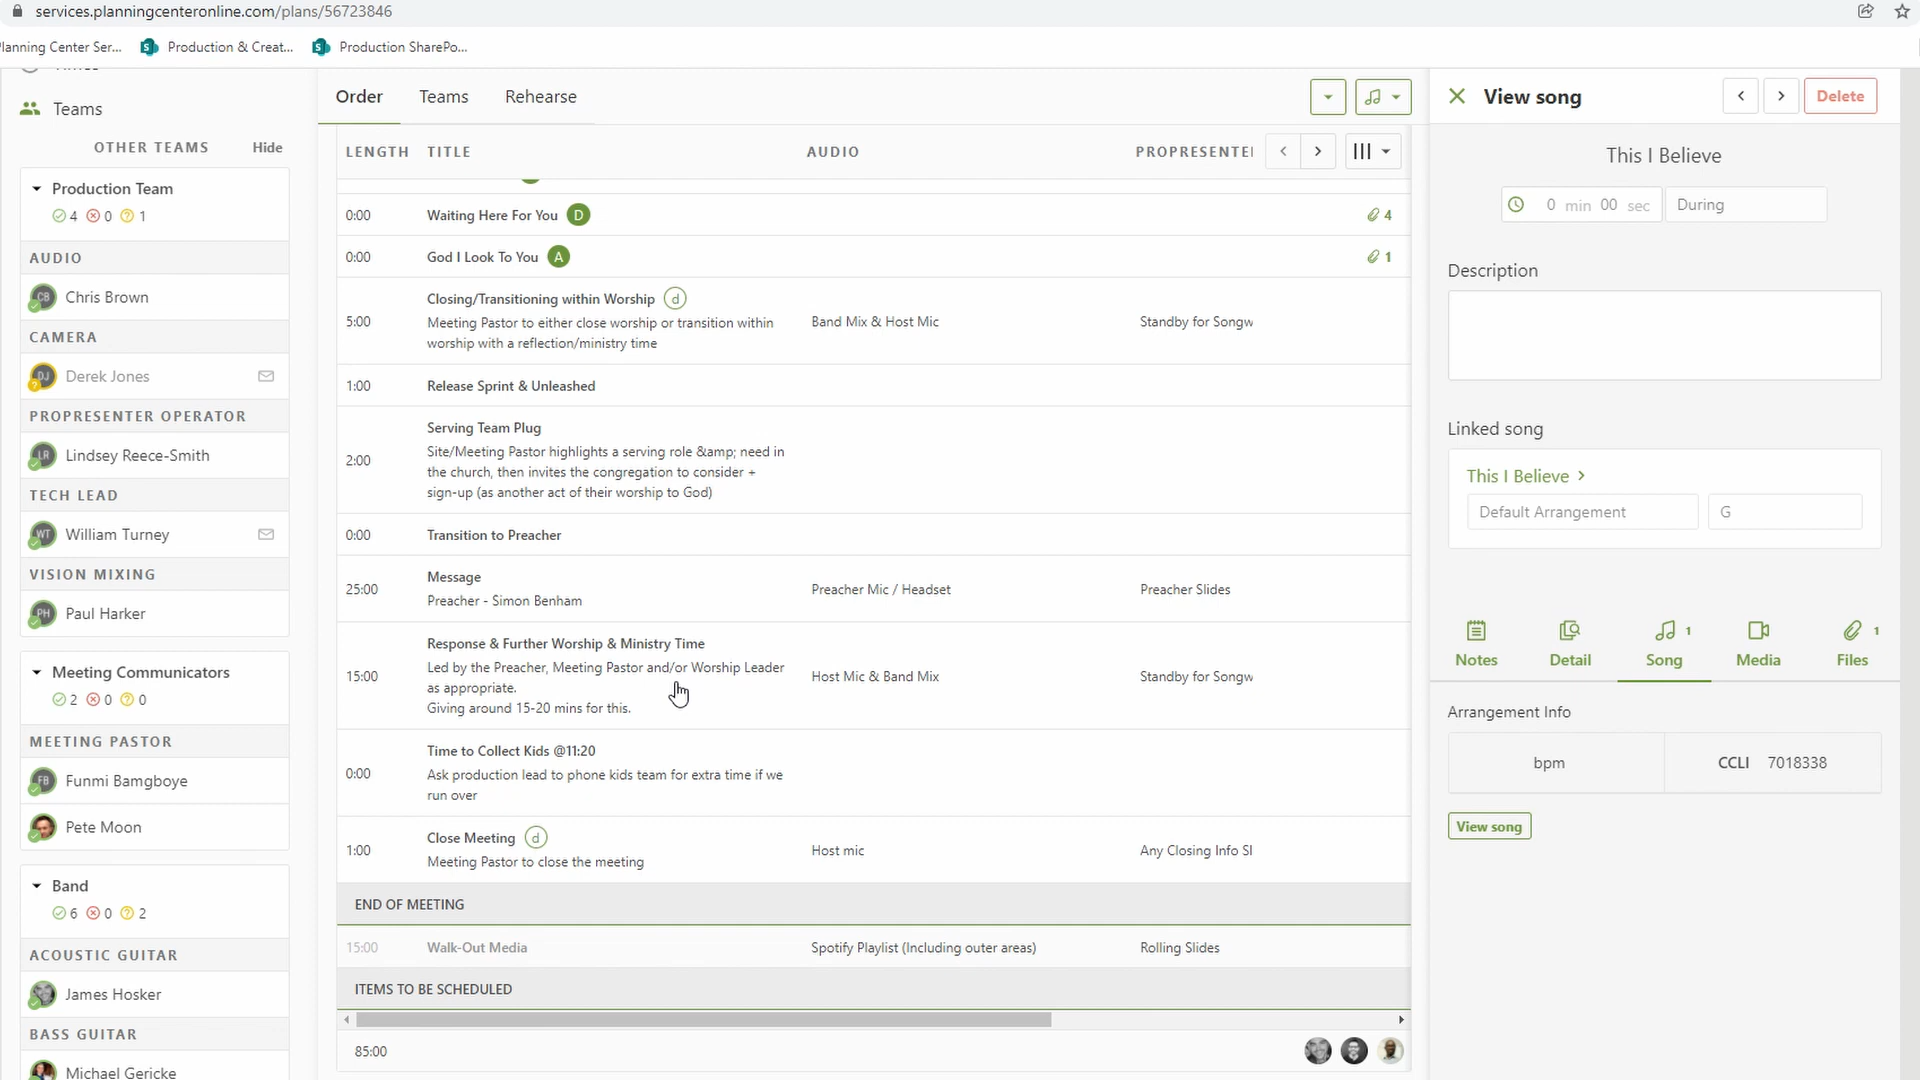 services.planningcenteronline.com/plans/56723846
lanning Center Ser...
Production & Creat...
Production SharePo...
Teams
OTHER TEAMS Hide
Production Team
4 0 1
AUDIO
CB Chris Brown
CAMERA
DJ Derek Jones
PROPRESENTER OPERATOR
LR Lindsey Reece-Smith
TECH LEAD
WT William Turney
VISION MIXING
PH Paul Harker
Meeting Communicators
2 0 0
MEETING PASTOR
FB Funmi Bamgboye
Pete Moon
Band
6 0 2
ACOUSTIC GUITAR
James Hosker
BASS GUITAR
Michael Gericke
Order Teams Rehearse
LENGTH TITLE AUDIO PROPRESENTE
0:00 Waiting Here For You D 4
0:00 God I Look To You A 1
Closing/Transitioning within Worship d
5:00 Meeting Pastor to either close worship or transition within Band Mix & Host Mic Standby for Songw
worship with a reflection/ministry time
1:00 Release Sprint & Unleashed
Serving Team Plug
Site/Meeting Pastor highlights a serving role &amp; need in
2:00 the church, then invites the congregation to consider +
sign-up (as another act of their worship to God)
0:00 Transition to Preacher
Message
25:00 Preacher - Simon Benham Preacher Mic / Headset Preacher Slides
Response & Further Worship & Ministry Time
Led by the Preacher, Meeting Pastor and/or Worship Leader
15:00 as appropriate. Host Mic & Band Mix Standby for Songw
Giving around 15-20 mins for this.
Time to Collect Kids @11:20
0:00 Ask production lead to phone kids team for extra time if we
run over
Close Meeting d
1:00 Meeting Pastor to close the meeting Host mic Any Closing Info Sl
END OF MEETING
15:00 Walk-Out Media Spotify Playlist (Including outer areas) Rolling Slides
ITEMS TO BE SCHEDULED
85:00
View song Delete
This I Believe
0 min 00 sec During
Description
Linked song
This I Believe
Default Arrangement G
Notes Detail Song 1 Media Files 1
Arrangement Info
bpm CCLI 7018338
View song